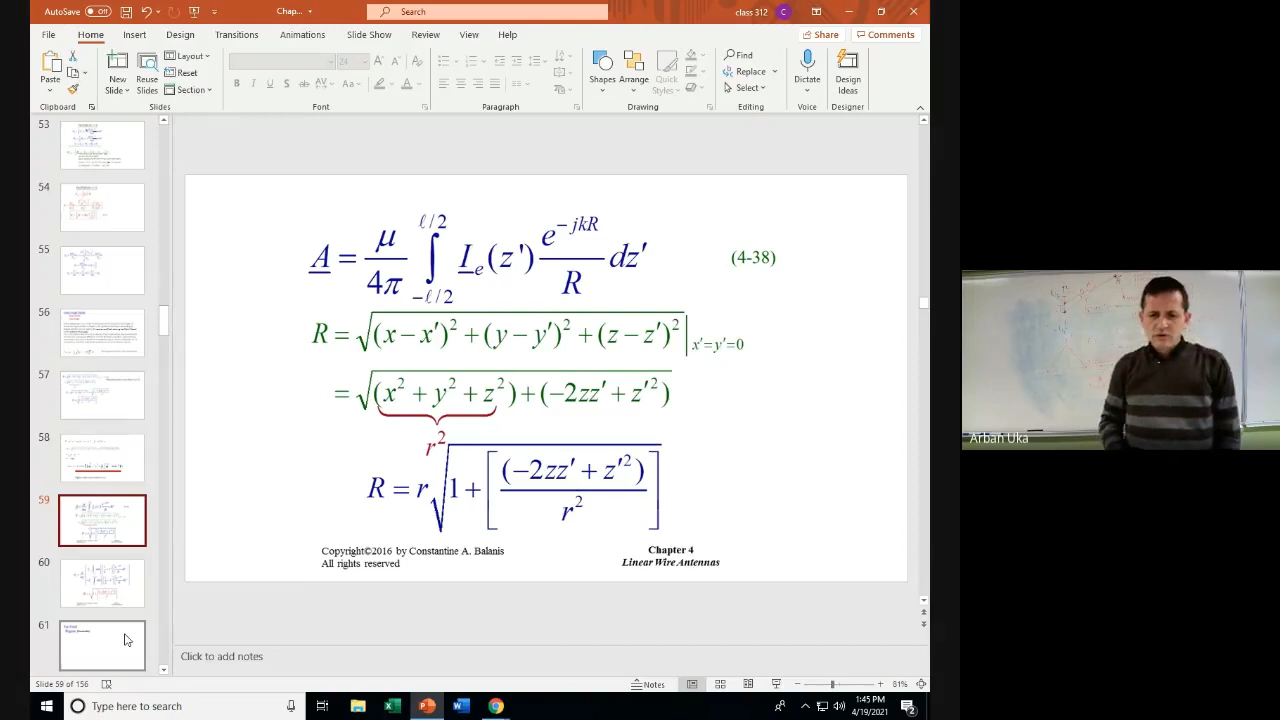 AutoSave Off
Chap...
Search
class 312
C
File Home Insert Design Transitions Animations Slide Show Review View Help
Share Comments
Paste
New Slide
Reuse Slides
Layout
Reset
Section
24
B I U S ab AV Aa
Shapes Arrange Quick Styles
Find
Replace
Select
Dictate
Design Ideas
Clipboard Slides Font Paragraph Drawing Editing Voice Designer
53
54
55
56
57
58
59
60
61
A = μ/4π ∫_{-ℓ/2}^{ℓ/2} I_e(z') e^{-jkR}/R dz' (4-38)
R = √((x − x′)² + (y − y′)² + (z − z′)²) |_{x′=y′=0}
= √((x² + y² + z²) + (−2zz′ + z′²))
r²
R = r√(1 + [(−2zz′ + z′²)/r²])
Copyright©2016 by Constantine A. Balanis
All rights reserved
Chapter 4
Linear Wire Antennas
Arban Uka
Click to add notes
Slide 59 of 156
Notes
81%
Type here to search
1:45 PM
4/19/2021
2